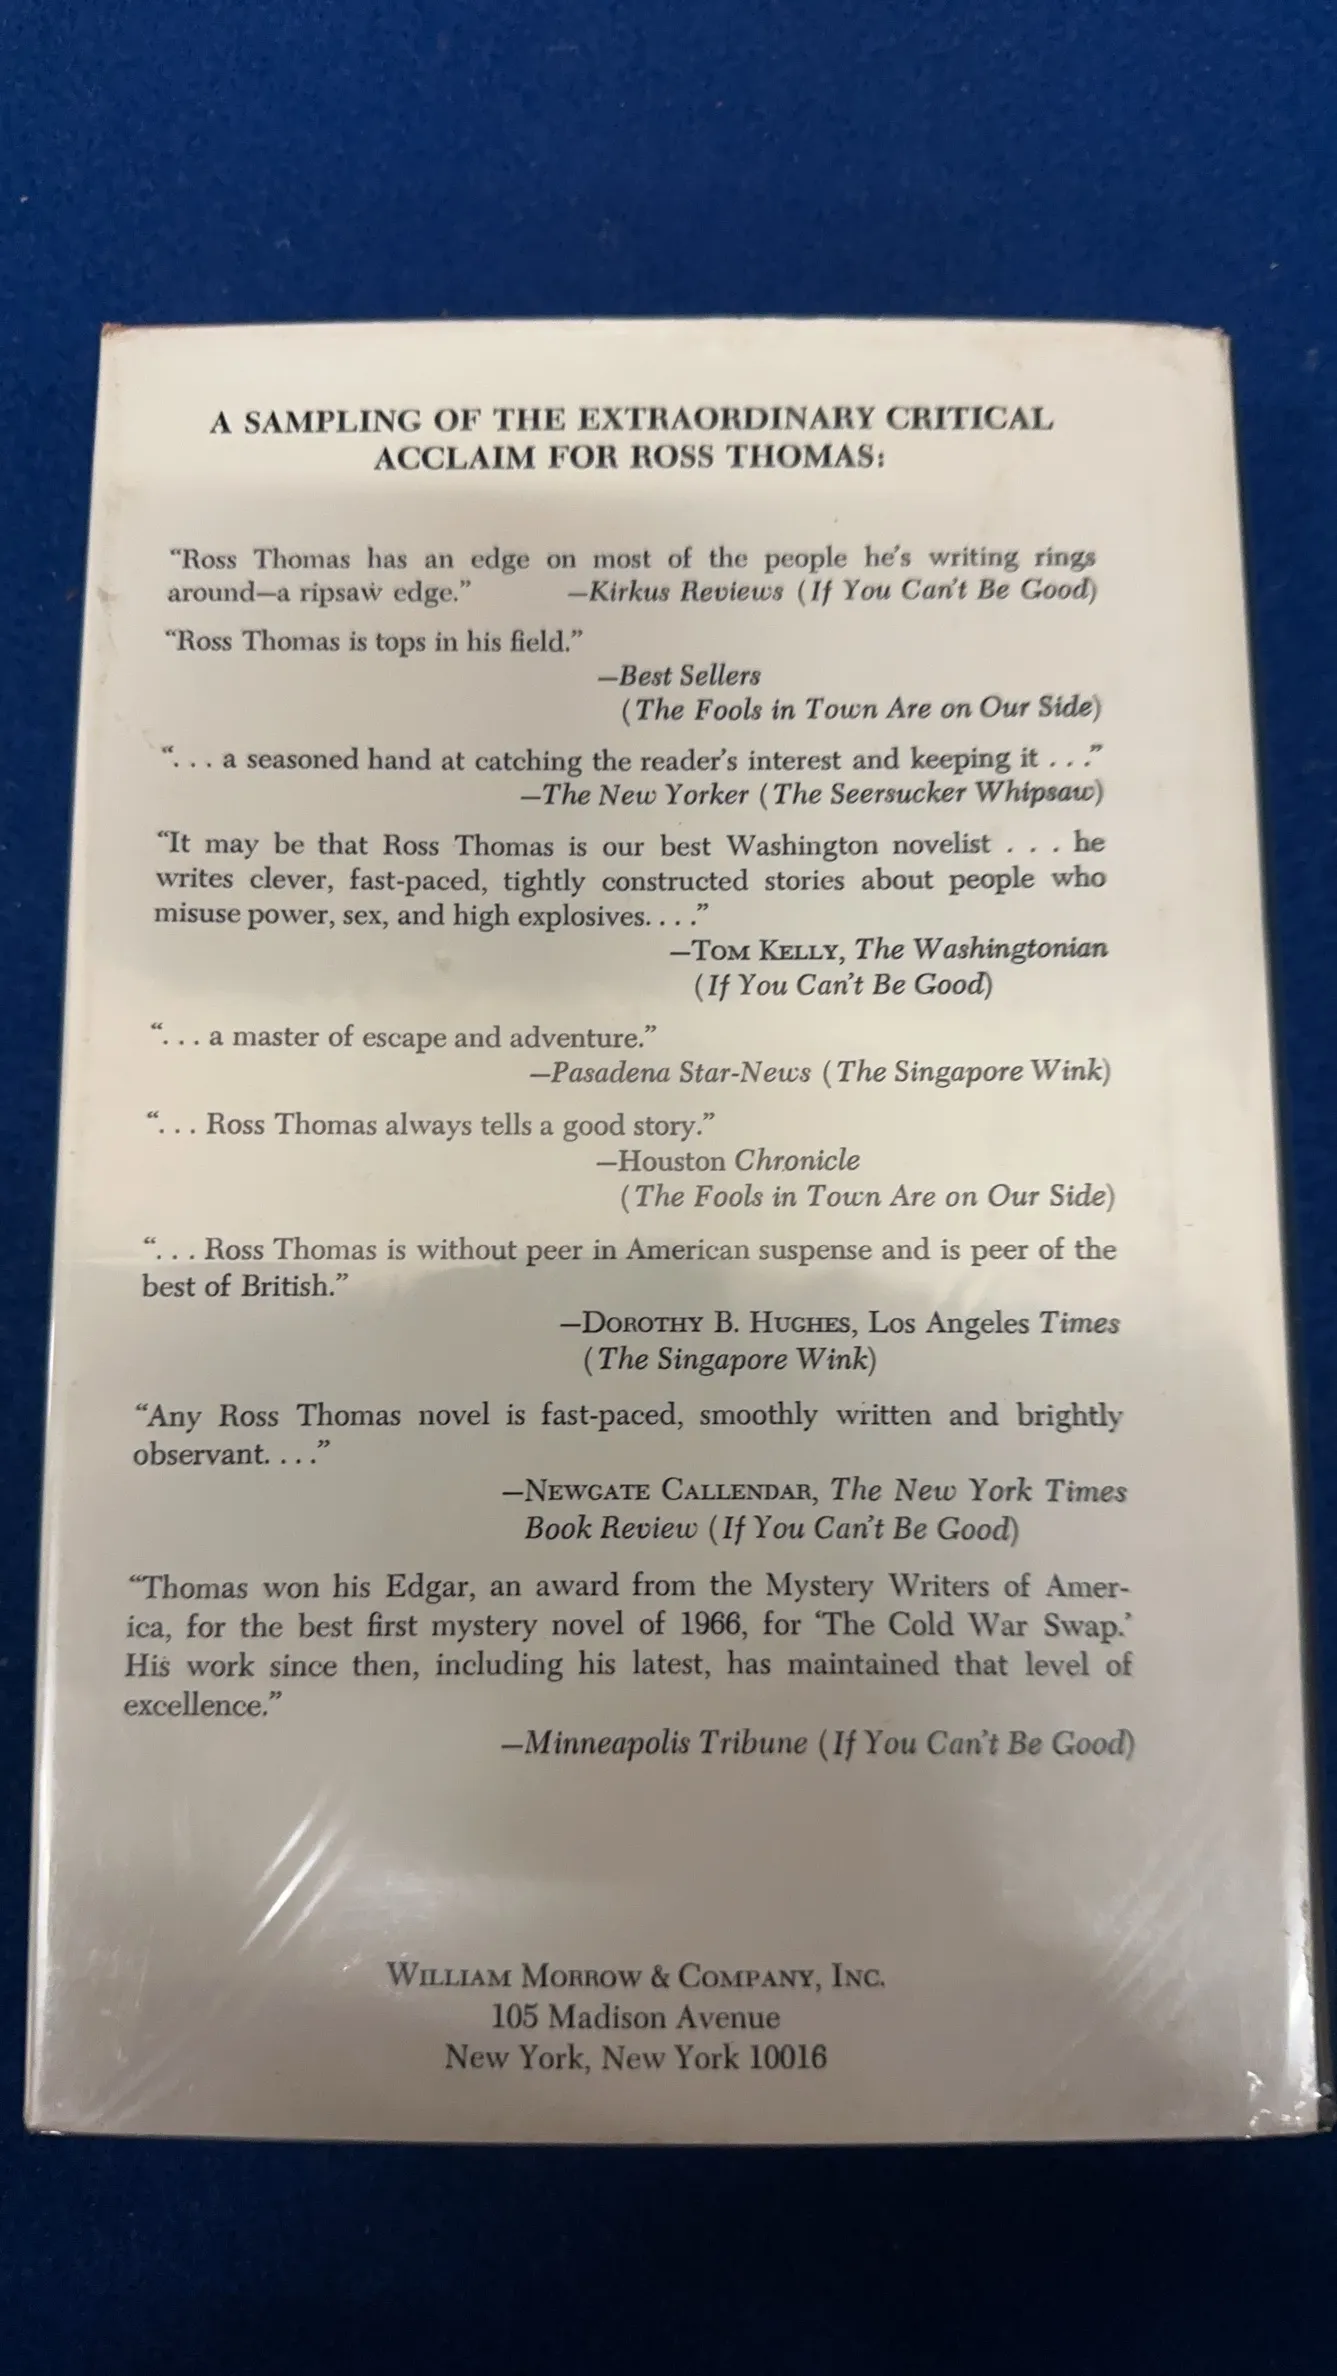 A SAMPLING OF THE EXTRAORDINARY CRITICAL
ACCLAIM FOR ROSS THOMAS:
“Ross Thomas has an edge on most of the people he’s writing rings
around—a ripsaw edge.” —Kirkus Reviews (If You Can’t Be Good)
“Ross Thomas is tops in his field.”
—Best Sellers
(The Fools in Town Are on Our Side)
“. . . a seasoned hand at catching the reader’s interest and keeping it . . .”
—The New Yorker (The Seersucker Whipsaw)
“It may be that Ross Thomas is our best Washington novelist . . . he
writes clever, fast-paced, tightly constructed stories about people who
misuse power, sex, and high explosives. . . .”
—TOM KELLY, The Washingtonian
(If You Can’t Be Good)
“. . . a master of escape and adventure.”
—Pasadena Star-News (The Singapore Wink)
“. . . Ross Thomas always tells a good story.”
—Houston Chronicle
(The Fools in Town Are on Our Side)
“. . . Ross Thomas is without peer in American suspense and is peer of the
best of British.”
—DOROTHY B. HUGHES, Los Angeles Times
(The Singapore Wink)
“Any Ross Thomas novel is fast-paced, smoothly written and brightly
observant. . . .”
—NEWGATE CALLENDAR, The New York Times
Book Review (If You Can’t Be Good)
“Thomas won his Edgar, an award from the Mystery Writers of Amer-
ica, for the best first mystery novel of 1966, for ‘The Cold War Swap.’
His work since then, including his latest, has maintained that level of
excellence.”
—Minneapolis Tribune (If You Can’t Be Good)
WILLIAM MORROW & COMPANY, INC.
105 Madison Avenue
New York, New York 10016